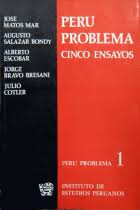 JOSE
MATOS MAR
AUGUSTO
SALAZAR BONDY
ALBERTO
ESCOBAR
JORGE
BRAVO BRESANI
JULIO
COTLER
PERU
PROBLEMA
CINCO ENSAYOS
PERU PROBLEMA 1
INSTITUTO DE
ESTUDIOS PERUANOS